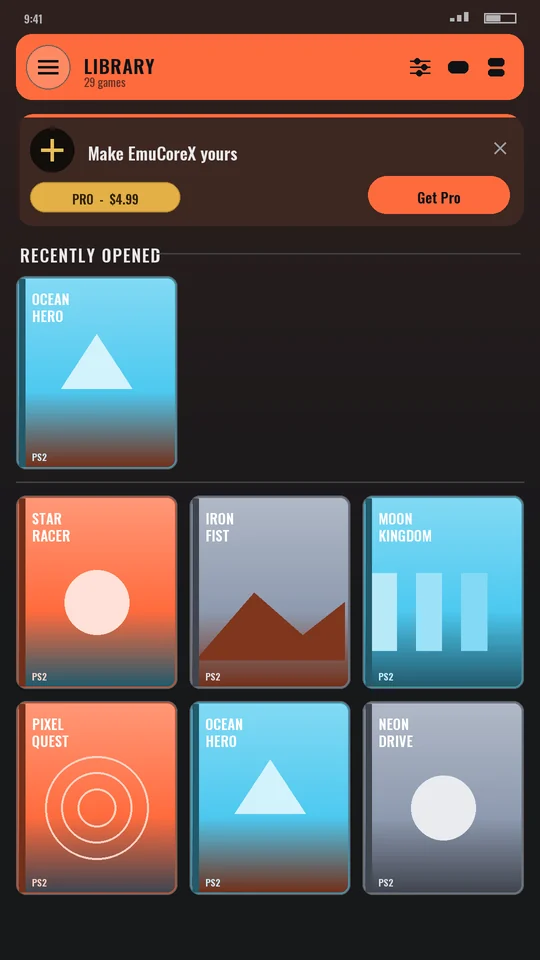 9:41
LIBRARY
29 games
Make EmuCoreX yours
PRO - $4.99
Get Pro
RECENTLY OPENED
OCEAN
HERO
PS2
STAR
RACER
PS2
IRON
FIST
PS2
MOON
KINGDOM
PS2
PIXEL
QUEST
PS2
OCEAN
HERO
PS2
NEON
DRIVE
PS2